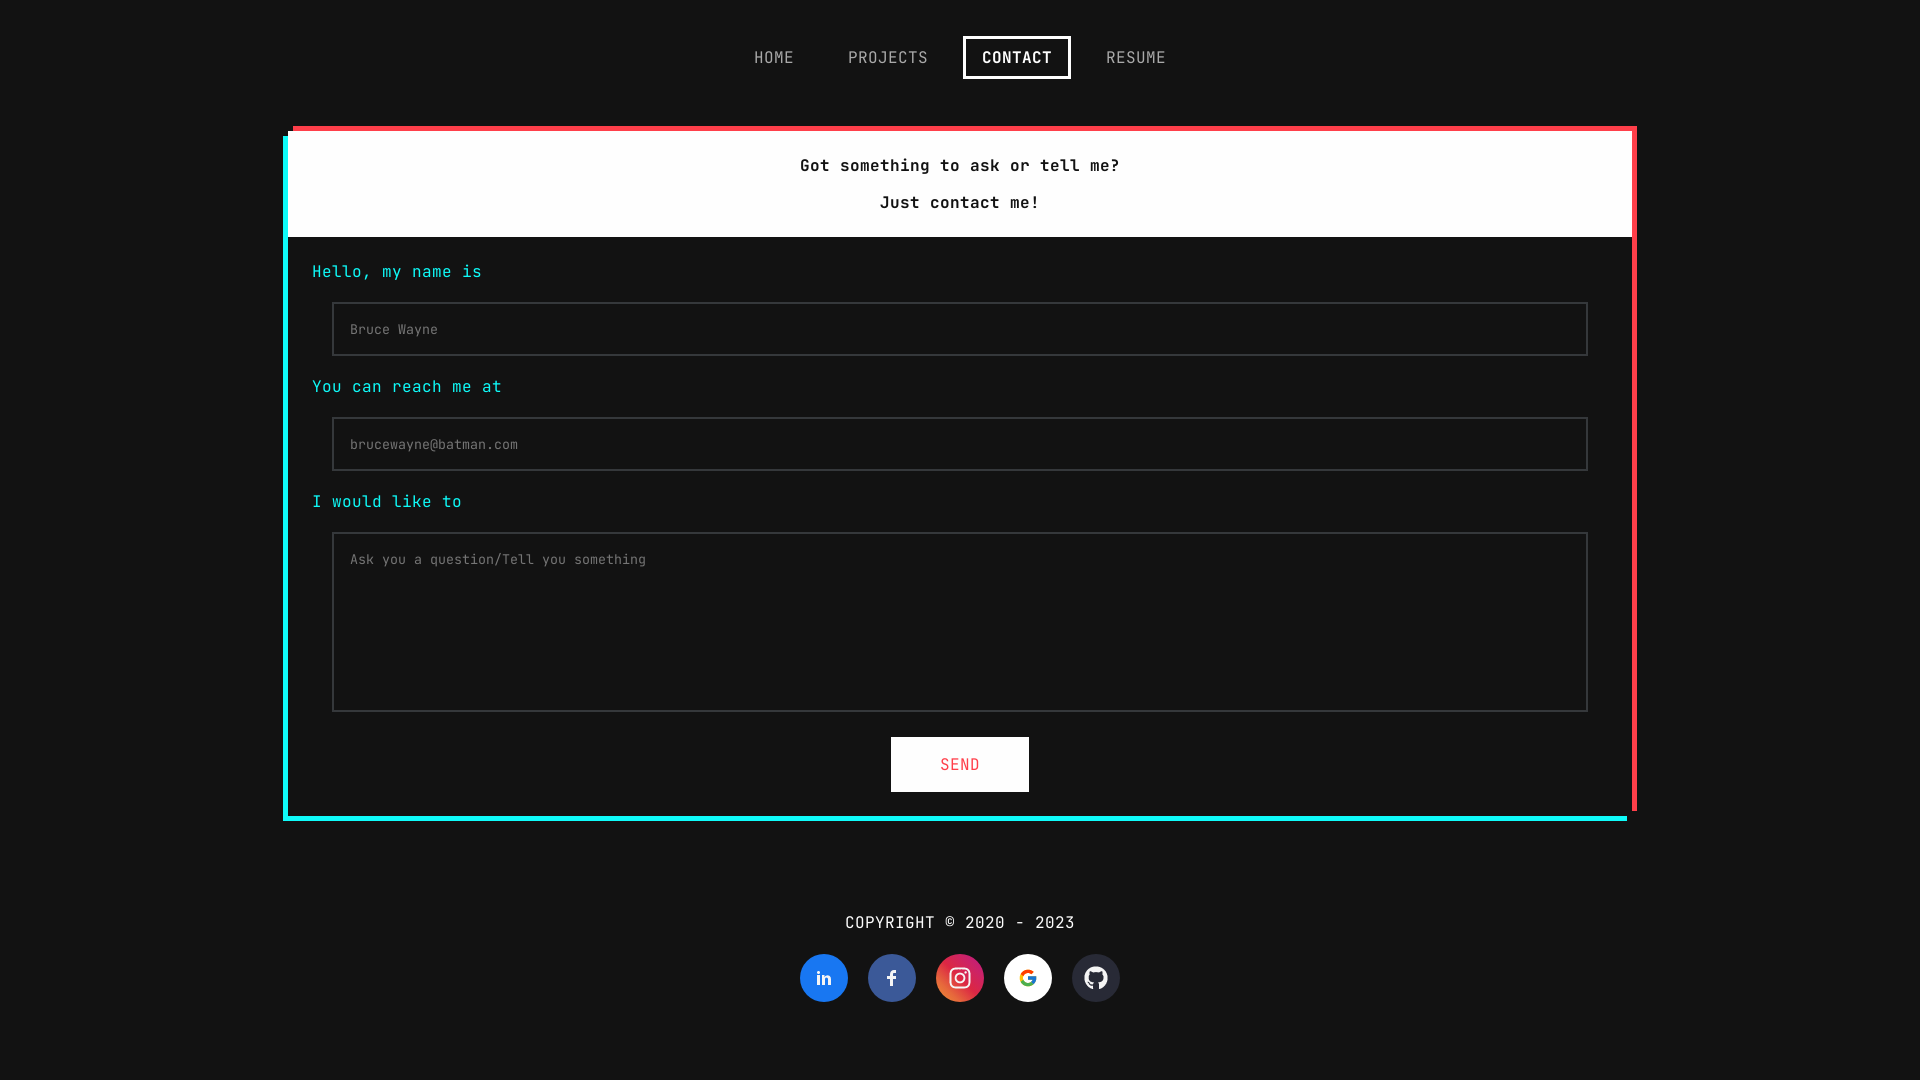 HOME PROJECTS CONTACT RESUME
Got something to ask or tell me?
Just contact me!
Hello, my name is
Bruce Wayne
You can reach me at
brucewayne@batman.com
I would like to
Ask you a question/Tell you something
SEND
COPYRIGHT © 2020 - 2023